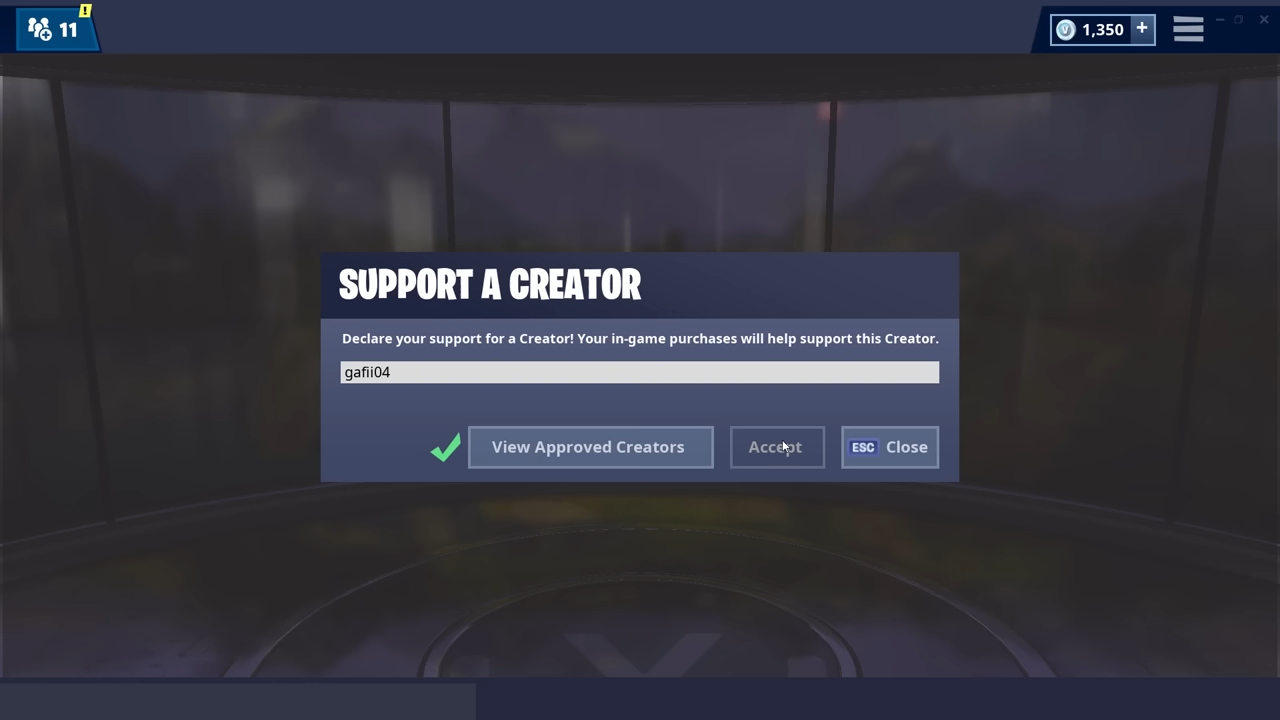 11
!
1,350 +
SUPPORT A CREATOR
Declare your support for a Creator! Your in-game purchases will help support this Creator.
gafii04
View Approved Creators
Accept
ESC Close